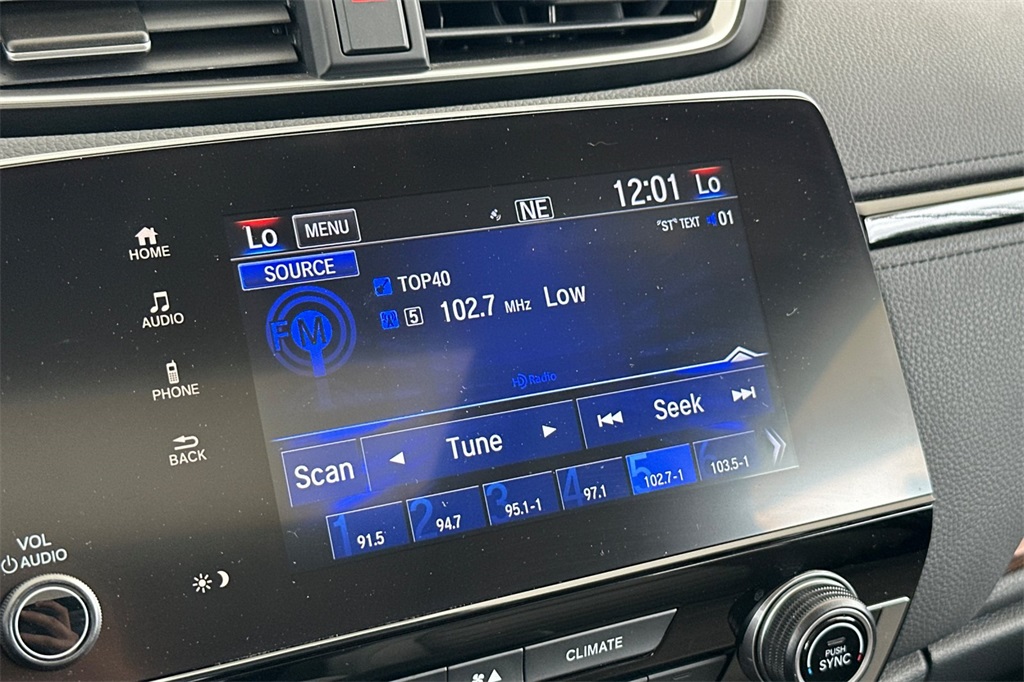 HOME
AUDIO
PHONE
BACK
VOL
AUDIO
Lo MENU NE 12:01 Lo
SOURCE "ST" TEXT 01
FM
TOP40
5 102.7 MHz Low
HD Radio
Scan Tune Seek
1 91.5 2 94.7 3 95.1-1 4 97.1 5 102.7-1 6 103.5-1
CLIMATE
PUSH
SYNC